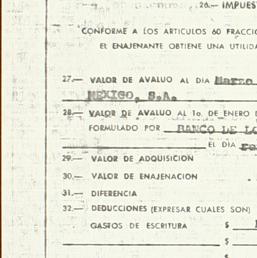 26.— IMPUES
CONFORME A LOS ARTICULOS 60 FRACCIO
EL ENAJENANTE OBTIENE UNA UTILIDA
27.— VALOR DE AVALUO AL DIA Marzo
MEXICO, S.A.
28.— VALOR DE AVALUO AL 1o. DE ENERO D
FORMULADO POR BANCO DE LO
EL DIA
29.— VALOR DE ADQUISICION
30.— VALOR DE ENAJENACION
31.— DIFERENCIA
32.— DEDUCCIONES (EXPRESAR CUALES SON)
GASTOS DE ESCRITURA $
$
$